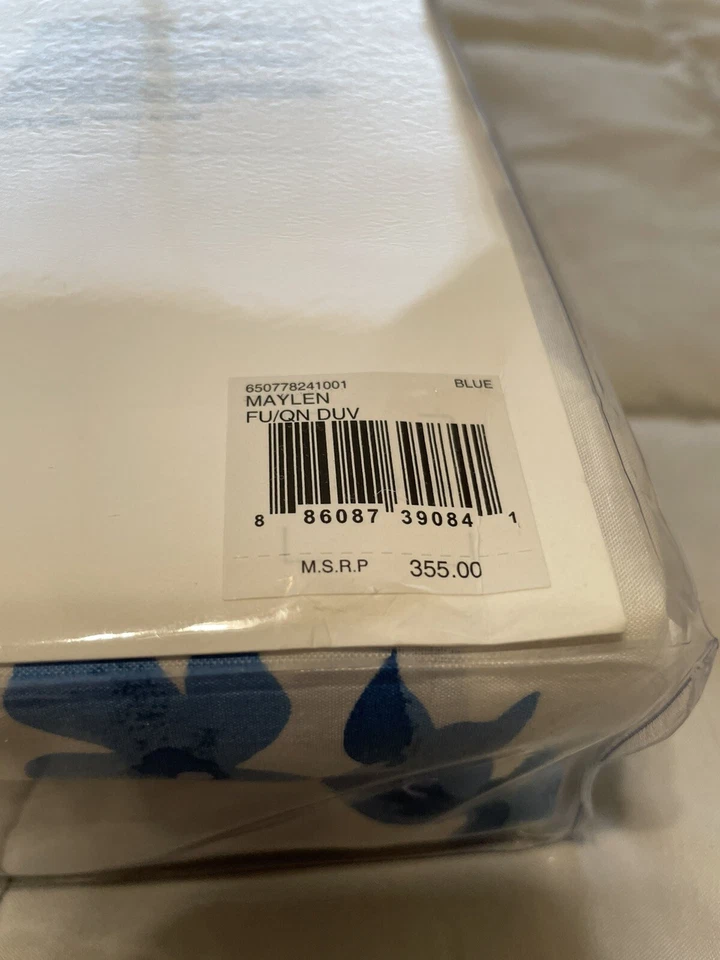 650778241001 BLUE
MAYLEN
FU/QN DUV
8 86087 39084 1
M.S.R.P 355.00